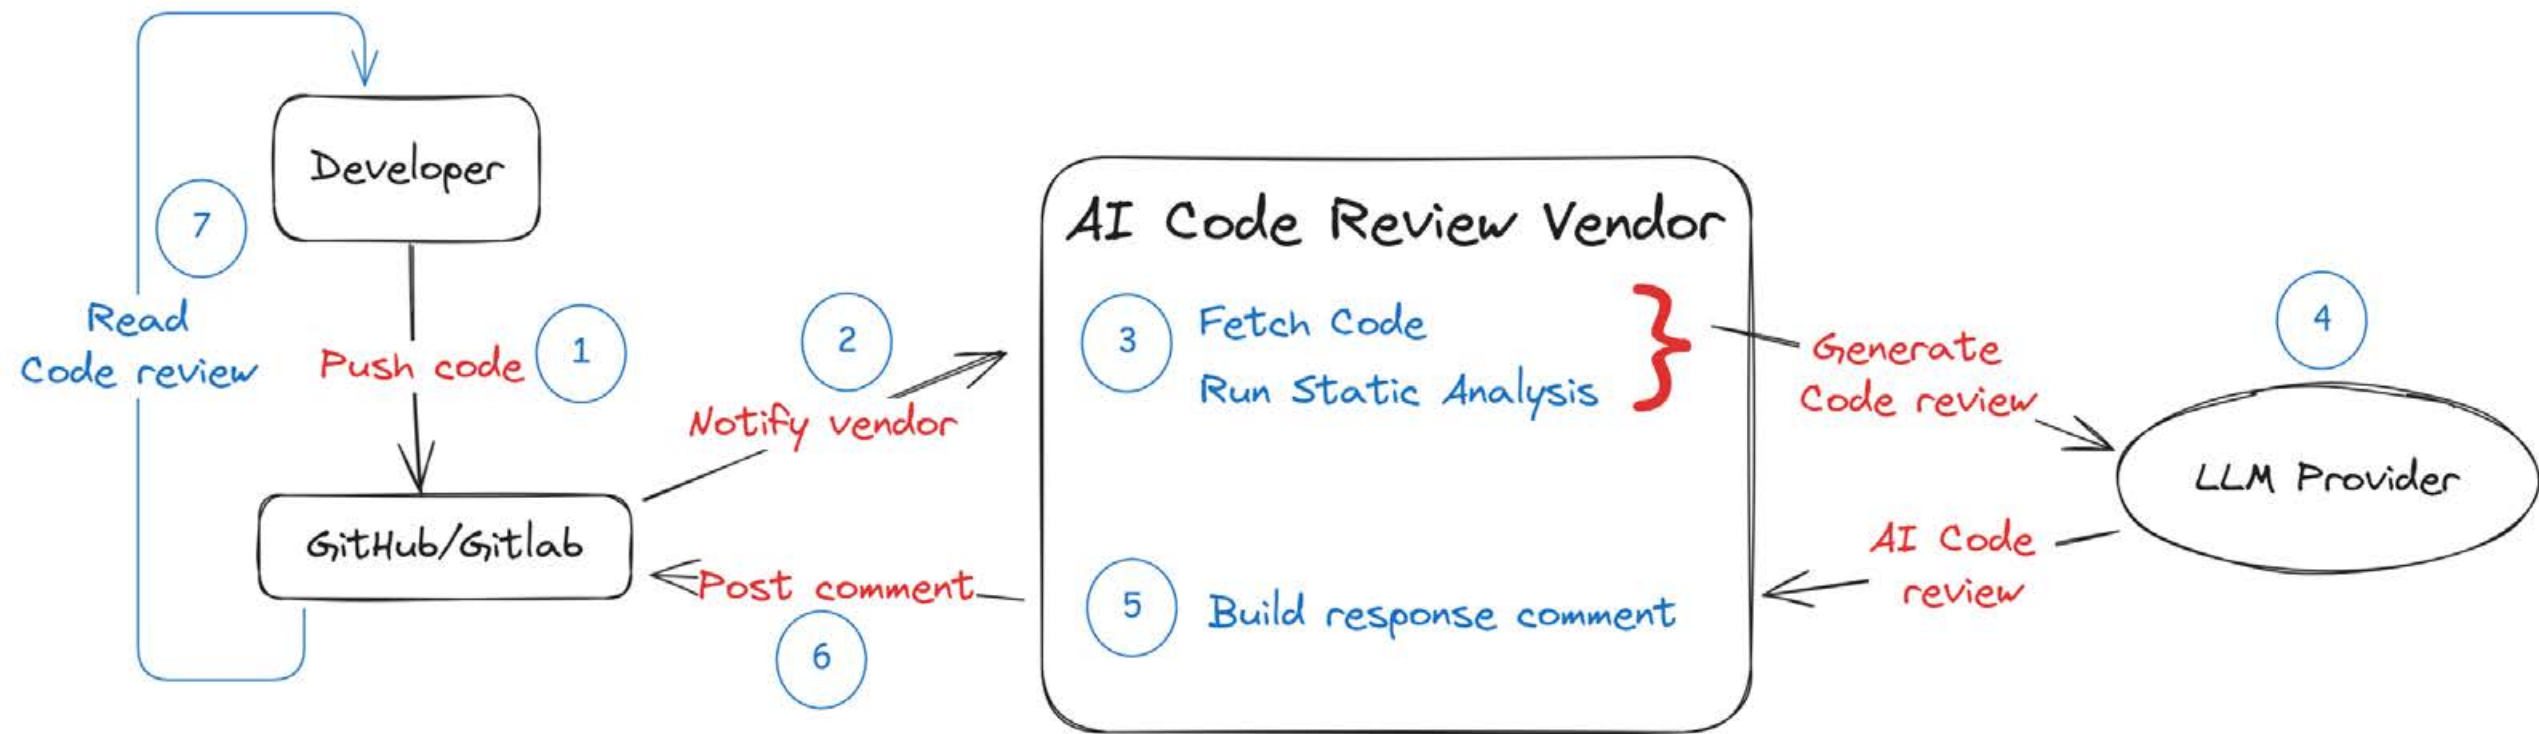 Developer
7
Read
Code review
Push code
1
GitHub/Gitlab
2
Notify vendor
AI Code Review Vendor
3
Fetch Code
Run Static Analysis
}
Generate
Code review
4
LLM Provider
AI Code
review
5
Build response comment
Post comment
6